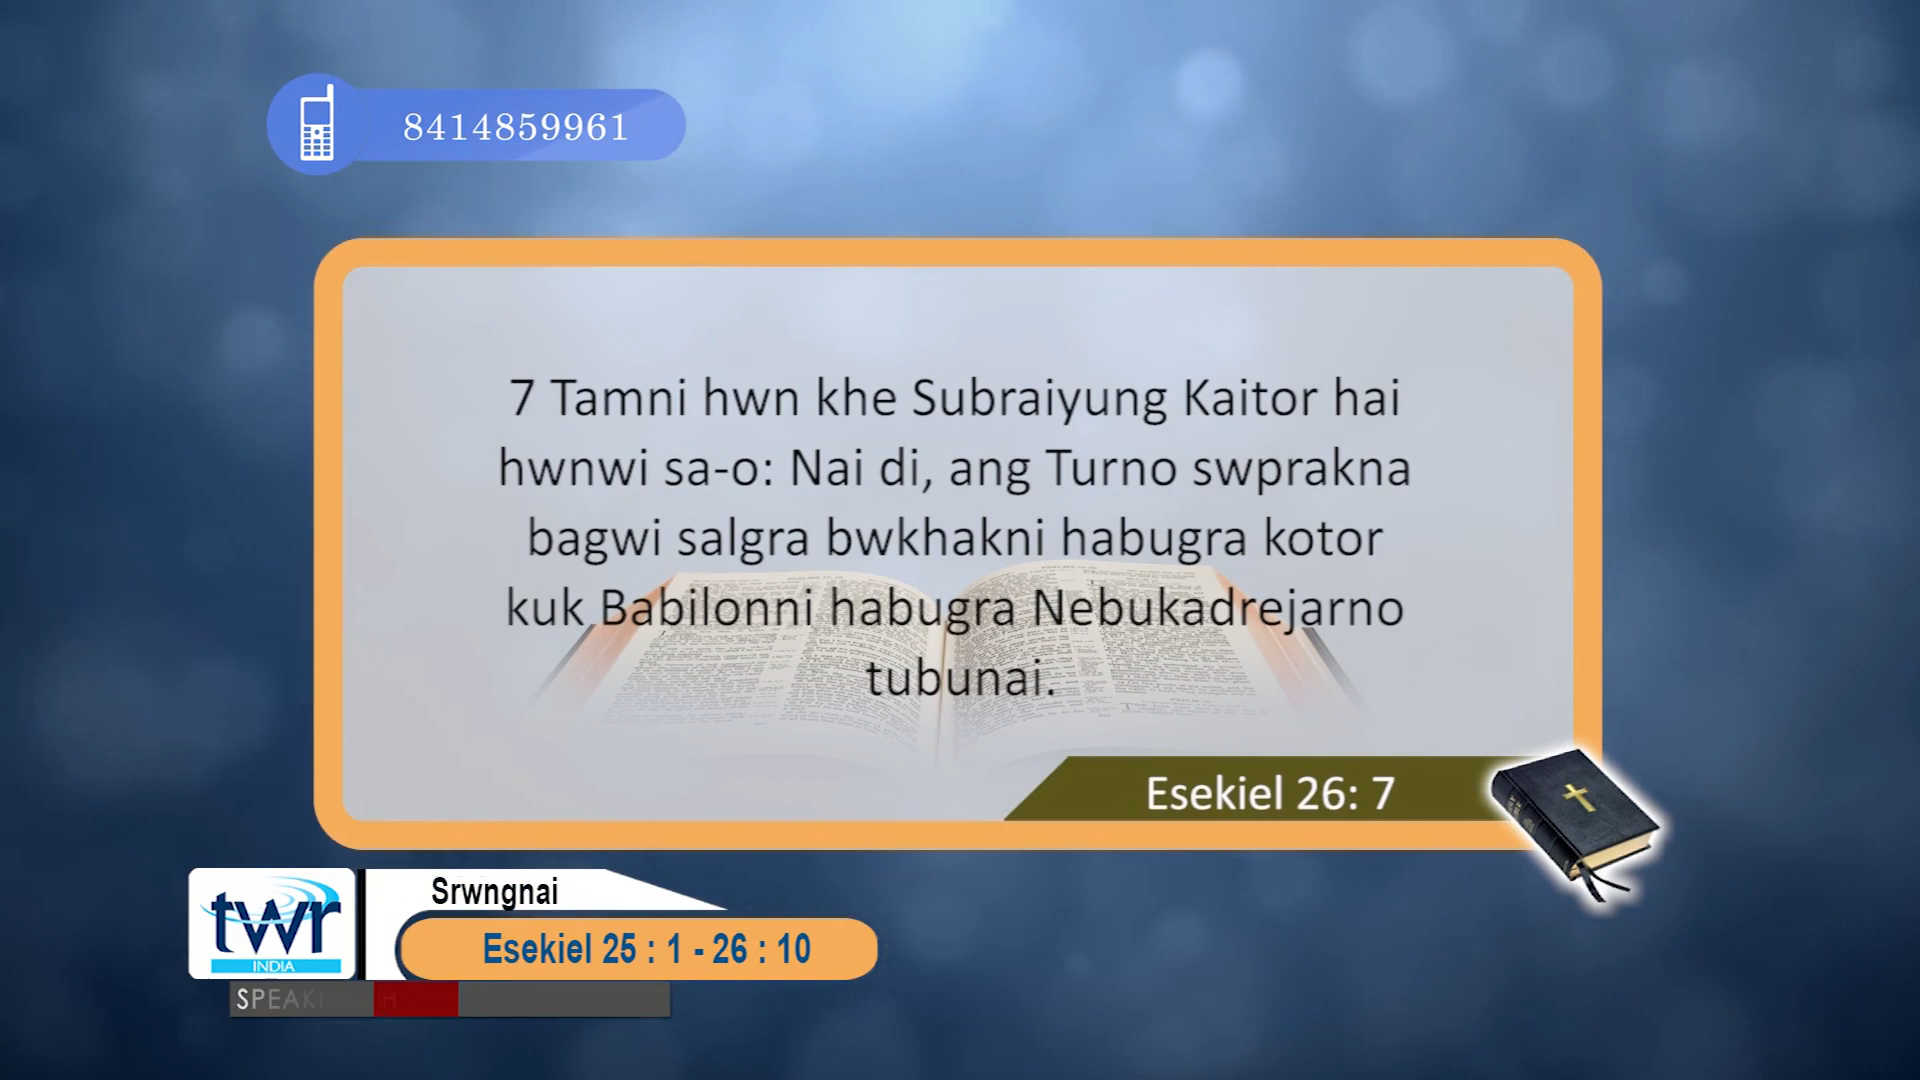 8414859961
7 Tamni hwn khe Subraiyung Kaitor hai
hwnwi sa-o: Nai di, ang Turno swprakna
bagwi salgra bwkhakni habugra kotor
kuk Babilonni habugra Nebukadrejarno
tubunai.
Esekiel 26: 7
Srwngnai
twr
INDIA
Esekiel 25 : 1 - 26 : 10